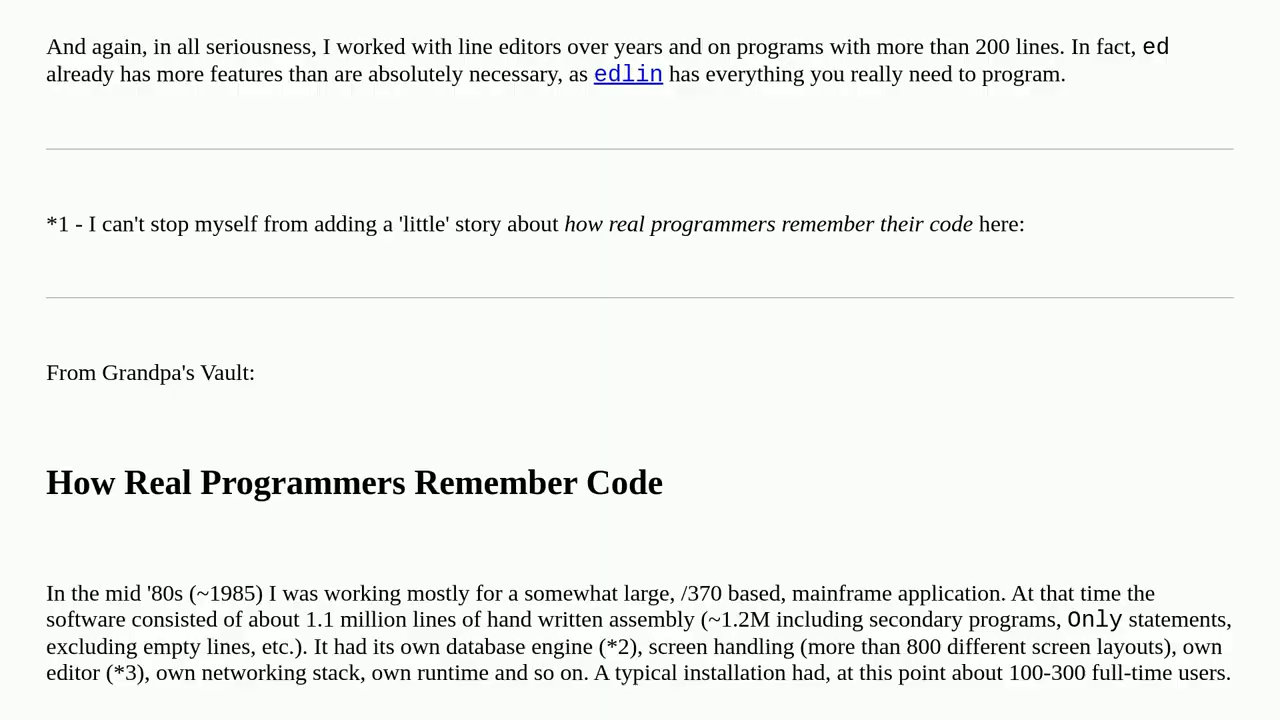 And again, in all seriousness, I worked with line editors over years and on programs with more than 200 lines. In fact, ed
already has more features than are absolutely necessary, as edlin has everything you really need to program.
*1 - I can't stop myself from adding a 'little' story about how real programmers remember their code here:
From Grandpa's Vault:
How Real Programmers Remember Code
In the mid '80s (~1985) I was working mostly for a somewhat large, /370 based, mainframe application. At that time the
software consisted of about 1.1 million lines of hand written assembly (~1.2M including secondary programs, Only statements,
excluding empty lines, etc.). It had its own database engine (*2), screen handling (more than 800 different screen layouts), own
editor (*3), own networking stack, own runtime and so on. A typical installation had, at this point about 100-300 full-time users.